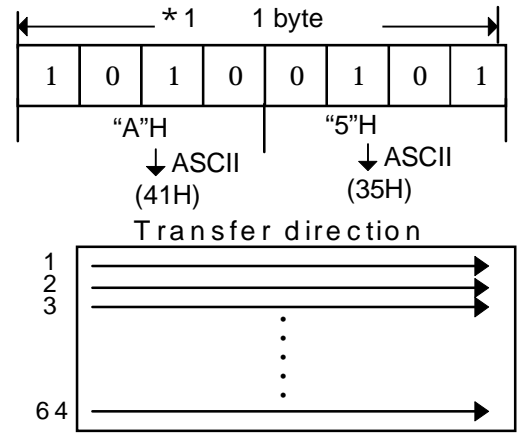 *1 1 byte
1 0 1 0 0 1 0 1
“A”H “5”H
ASCII ASCII
(41H) (35H)
Transfer direction
1
2
3
64